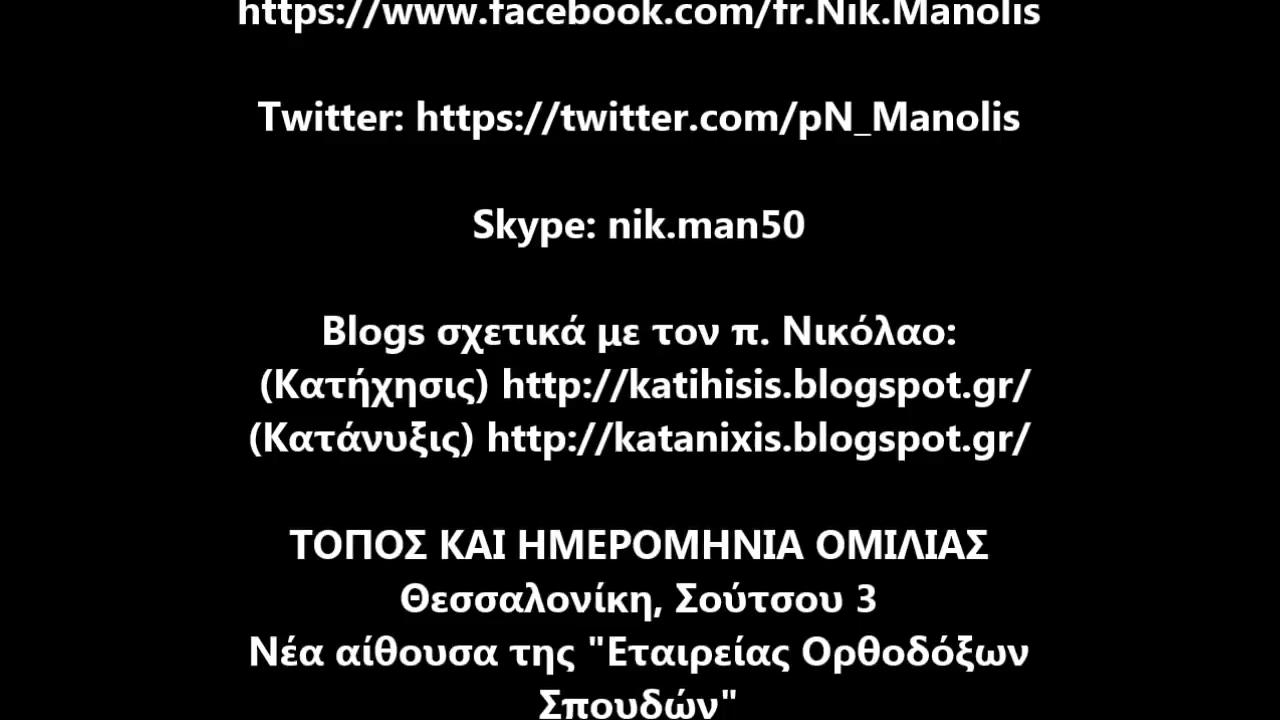 https://www.facebook.com/fr.Nik.Manolis
Twitter: https://twitter.com/pN_Manolis
Skype: nik.man50
Blogs σχετικά με τον π. Νικόλαο:
(Κατήχησις) http://katihisis.blogspot.gr/
(Κατάνυξις) http://katanixis.blogspot.gr/
ΤΟΠΟΣ ΚΑΙ ΗΜΕΡΟΜΗΝΙΑ ΟΜΙΛΙΑΣ
Θεσσαλονίκη, Σούτσου 3
Νέα αίθουσα της "Εταιρείας Ορθοδόξων
Σπουδών"